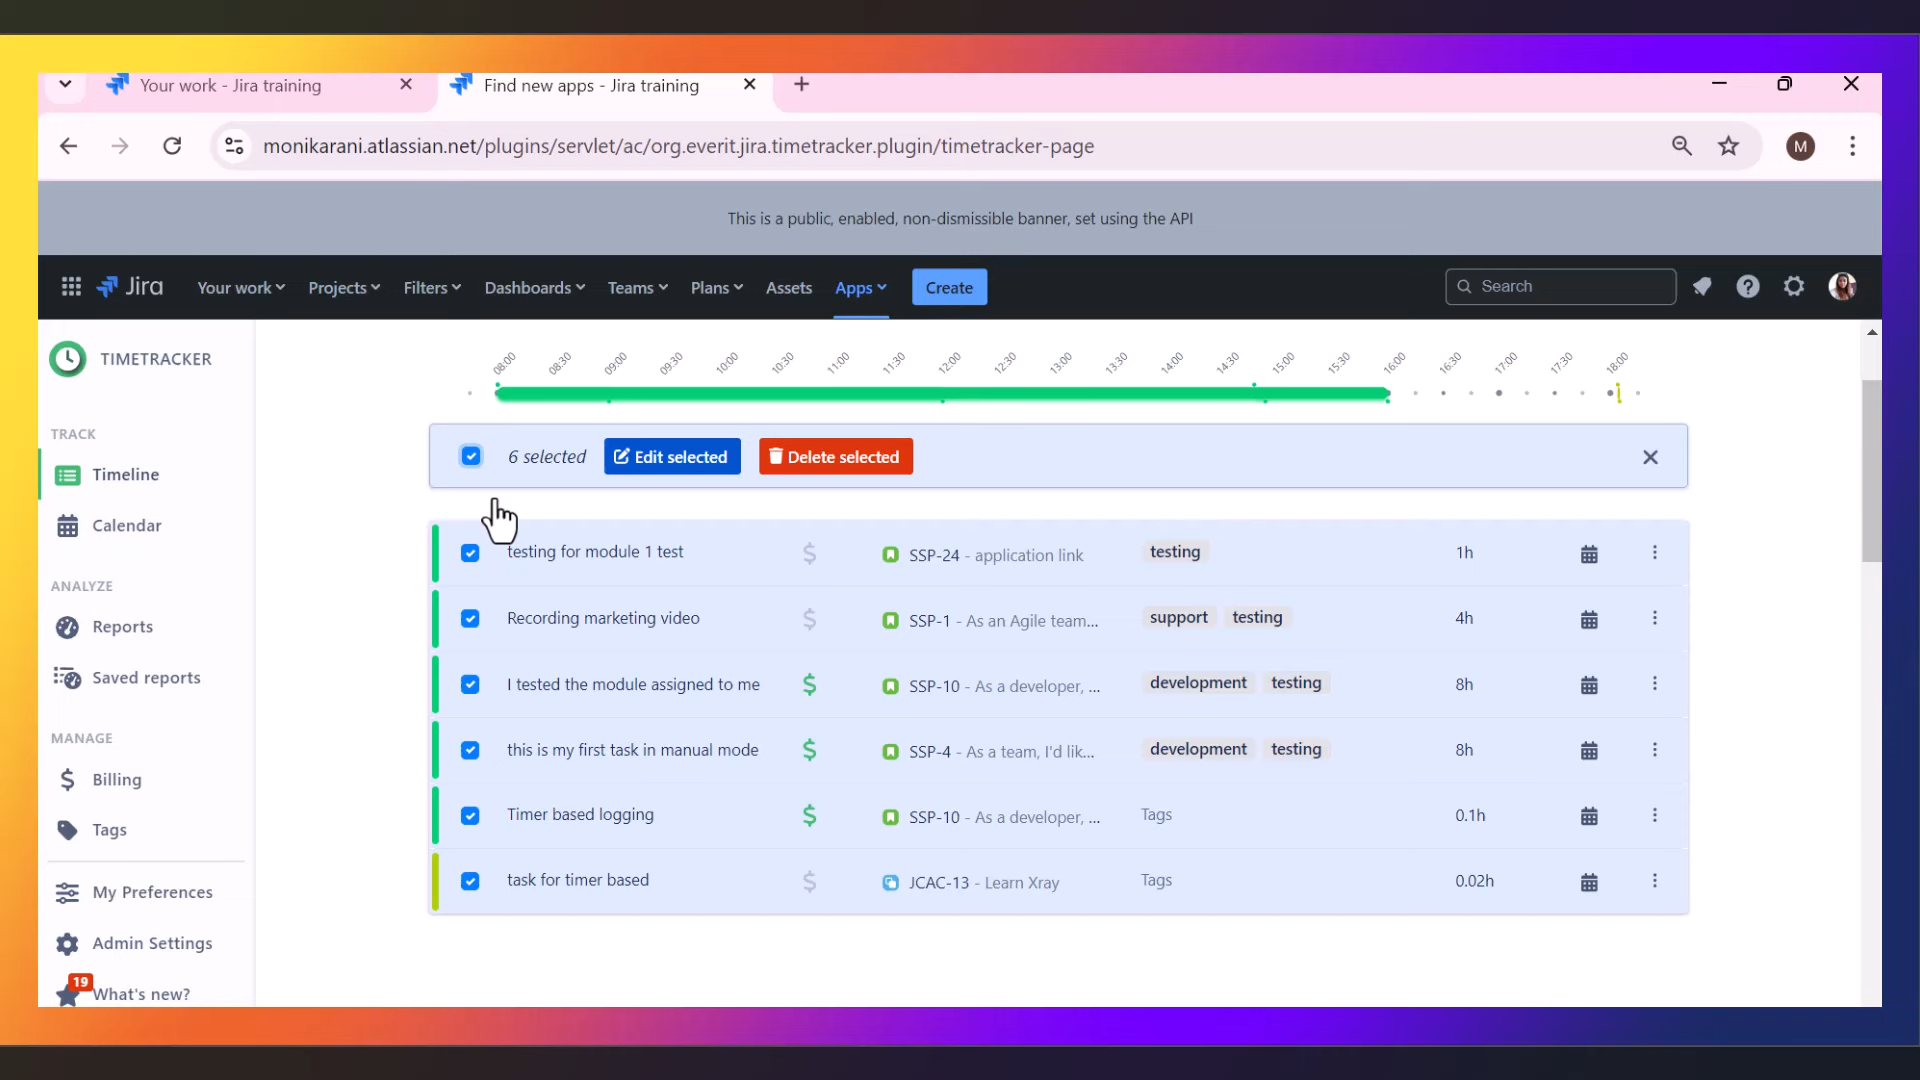 Your work - Jira training
Find new apps - Jira training
monikarani.atlassian.net/plugins/servlet/ac/org.everit.jira.timetracker.plugin/timetracker-page
M
This is a public, enabled, non-dismissible banner, set using the API
Jira
Your work
Projects
Filters
Dashboards
Teams
Plans
Assets
Apps
Create
Search
TIMETRACKER
TRACK
Timeline
Calendar
ANALYZE
Reports
Saved reports
MANAGE
$ Billing
Tags
My Preferences
Admin Settings
19
What's new?
08:00 08:30 09:00 09:30 10:00 10:30 11:00 11:30 12:00 12:30 13:00 13:30 14:00 14:30 15:00 15:30 16:00 16:30 17:00 17:30 18:00
6 selected Edit selected Delete selected
testing for module 1 test $ SSP-24 - application link testing 1h
Recording marketing video $ SSP-1 - As an Agile team... support testing 4h
I tested the module assigned to me $ SSP-10 - As a developer, ... development testing 8h
this is my first task in manual mode $ SSP-4 - As a team, I'd lik... development testing 8h
Timer based logging $ SSP-10 - As a developer, ... Tags 0.1h
task for timer based $ JCAC-13 - Learn Xray Tags 0.02h